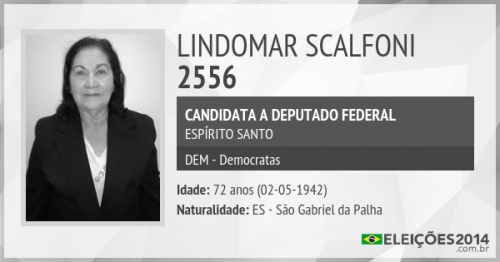 LINDOMAR SCALFONI
2556
CANDIDATA A DEPUTADO FEDERAL
ESPÍRITO SANTO
DEM - Democratas
Idade: 72 anos (02-05-1942)
Naturalidade: ES - São Gabriel da Palha
ELEIÇÕES2014
.com.br